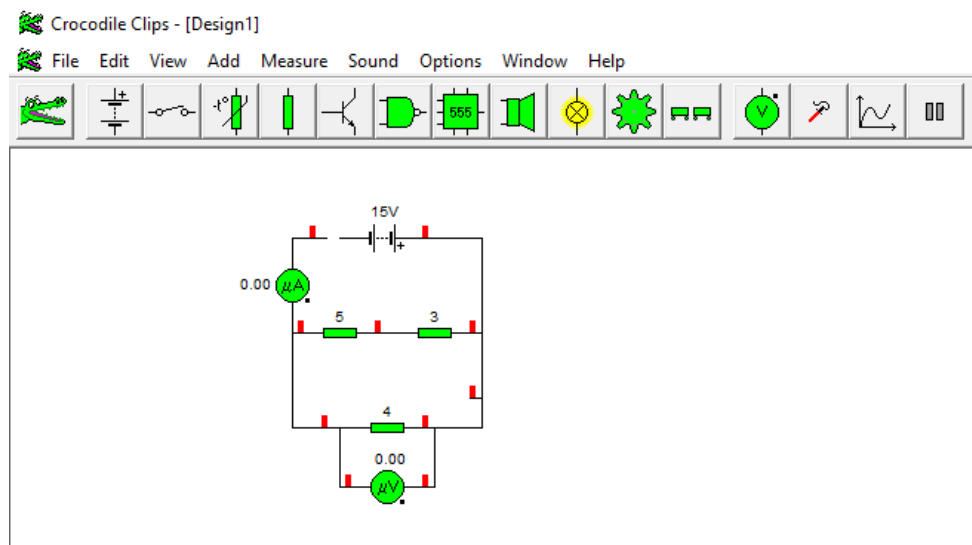 Crocodile Clips - [Design1]
File Edit View Add Measure Sound Options Window Help
+ -t° 555 V
15V
+
0.00 µA
5 3
4
0.00
µV